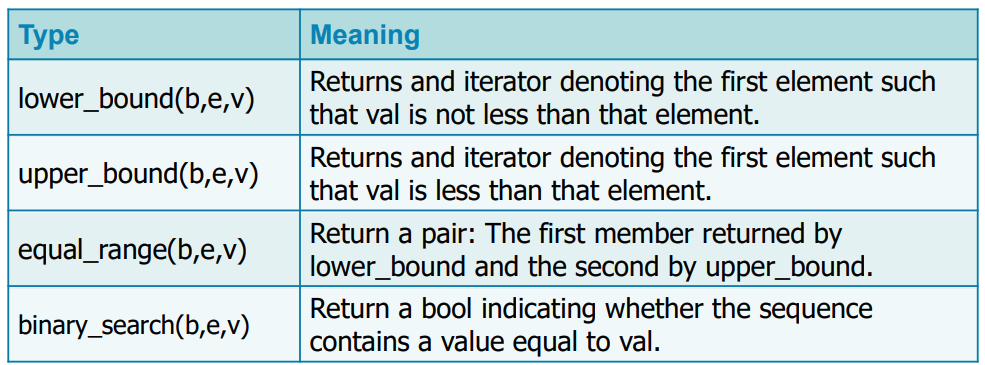 Type Meaning
lower_bound(b,e,v) Returns and iterator denoting the first element such
that val is not less than that element.
upper_bound(b,e,v) Returns and iterator denoting the first element such
that val is less than that element.
equal_range(b,e,v) Return a pair: The first member returned by
lower_bound and the second by upper_bound.
binary_search(b,e,v) Return a bool indicating whether the sequence
contains a value equal to val.